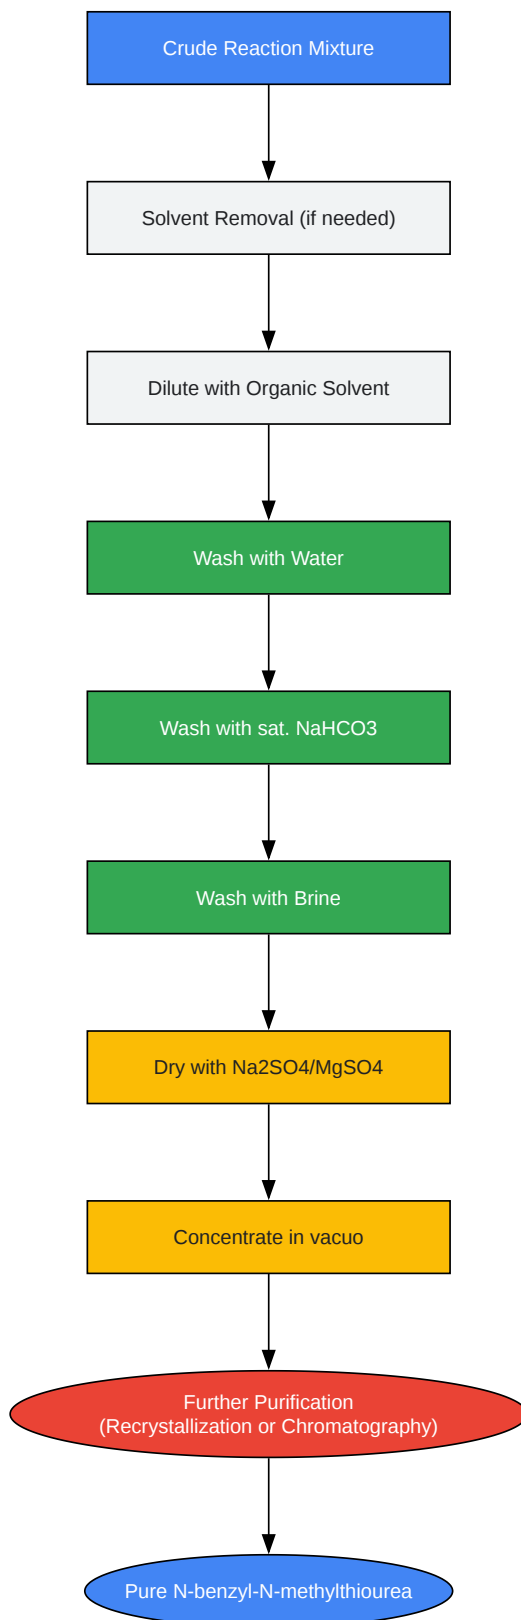 Crude Reaction Mixture
Solvent Removal (if needed)
Dilute with Organic Solvent
Wash with Water
Wash with sat. NaHCO3
Wash with Brine
Dry with Na2SO4/MgSO4
Concentrate in vacuo
Further Purification
(Recrystallization or Chromatography)
Pure N-benzyl-N-methylthiourea